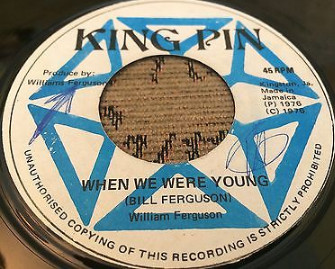 KING PIN
Produce by:
Williams Ferguson
45 RPM
Kingston, Ja.
Made in
Jamaica
(P) 1976
(C) 1976
WHEN WE WERE YOUNG
(BILL FERGUSON)
William Ferguson
UNAUTHORISED COPYING OF THIS RECORDING IS STRICTLY PROHIBITED